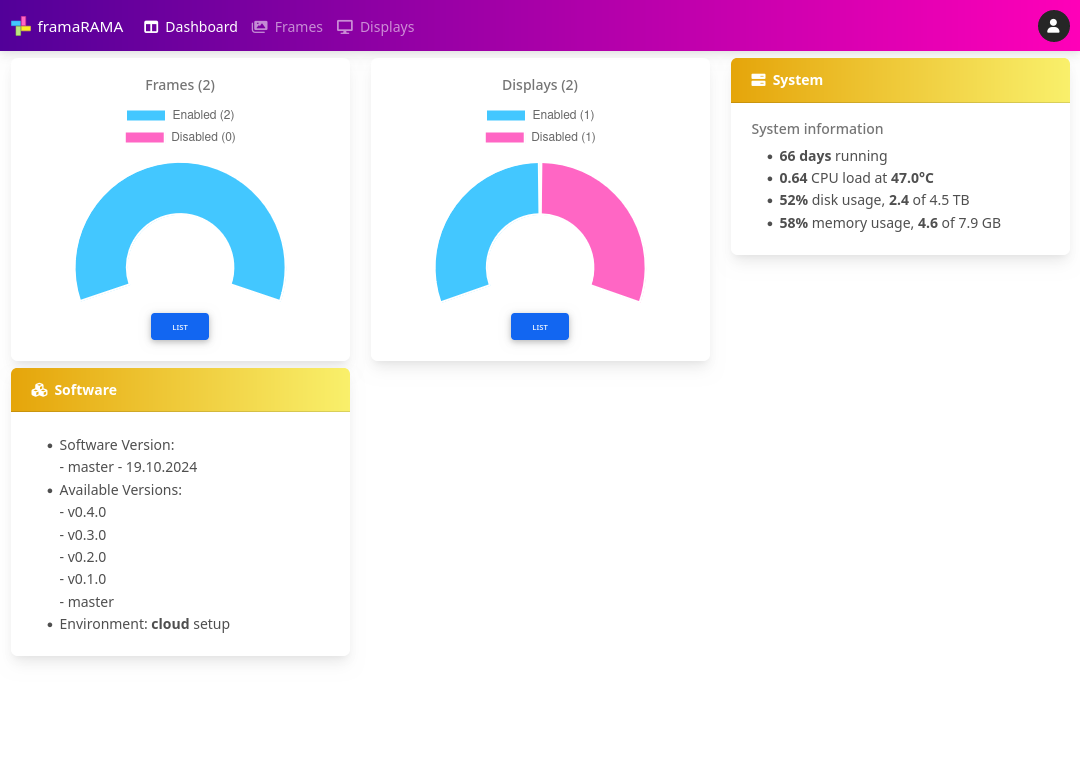 framaRAMA Dashboard Frames Displays
Frames (2)
Enabled (2)
Disabled (0)
LIST
Displays (2)
Enabled (1)
Disabled (1)
LIST
System
System information
66 days running
0.64 CPU load at 47.0°C
52% disk usage, 2.4 of 4.5 TB
58% memory usage, 4.6 of 7.9 GB
Software
Software Version:
- master - 19.10.2024
Available Versions:
- v0.4.0
- v0.3.0
- v0.2.0
- v0.1.0
- master
Environment: cloud setup